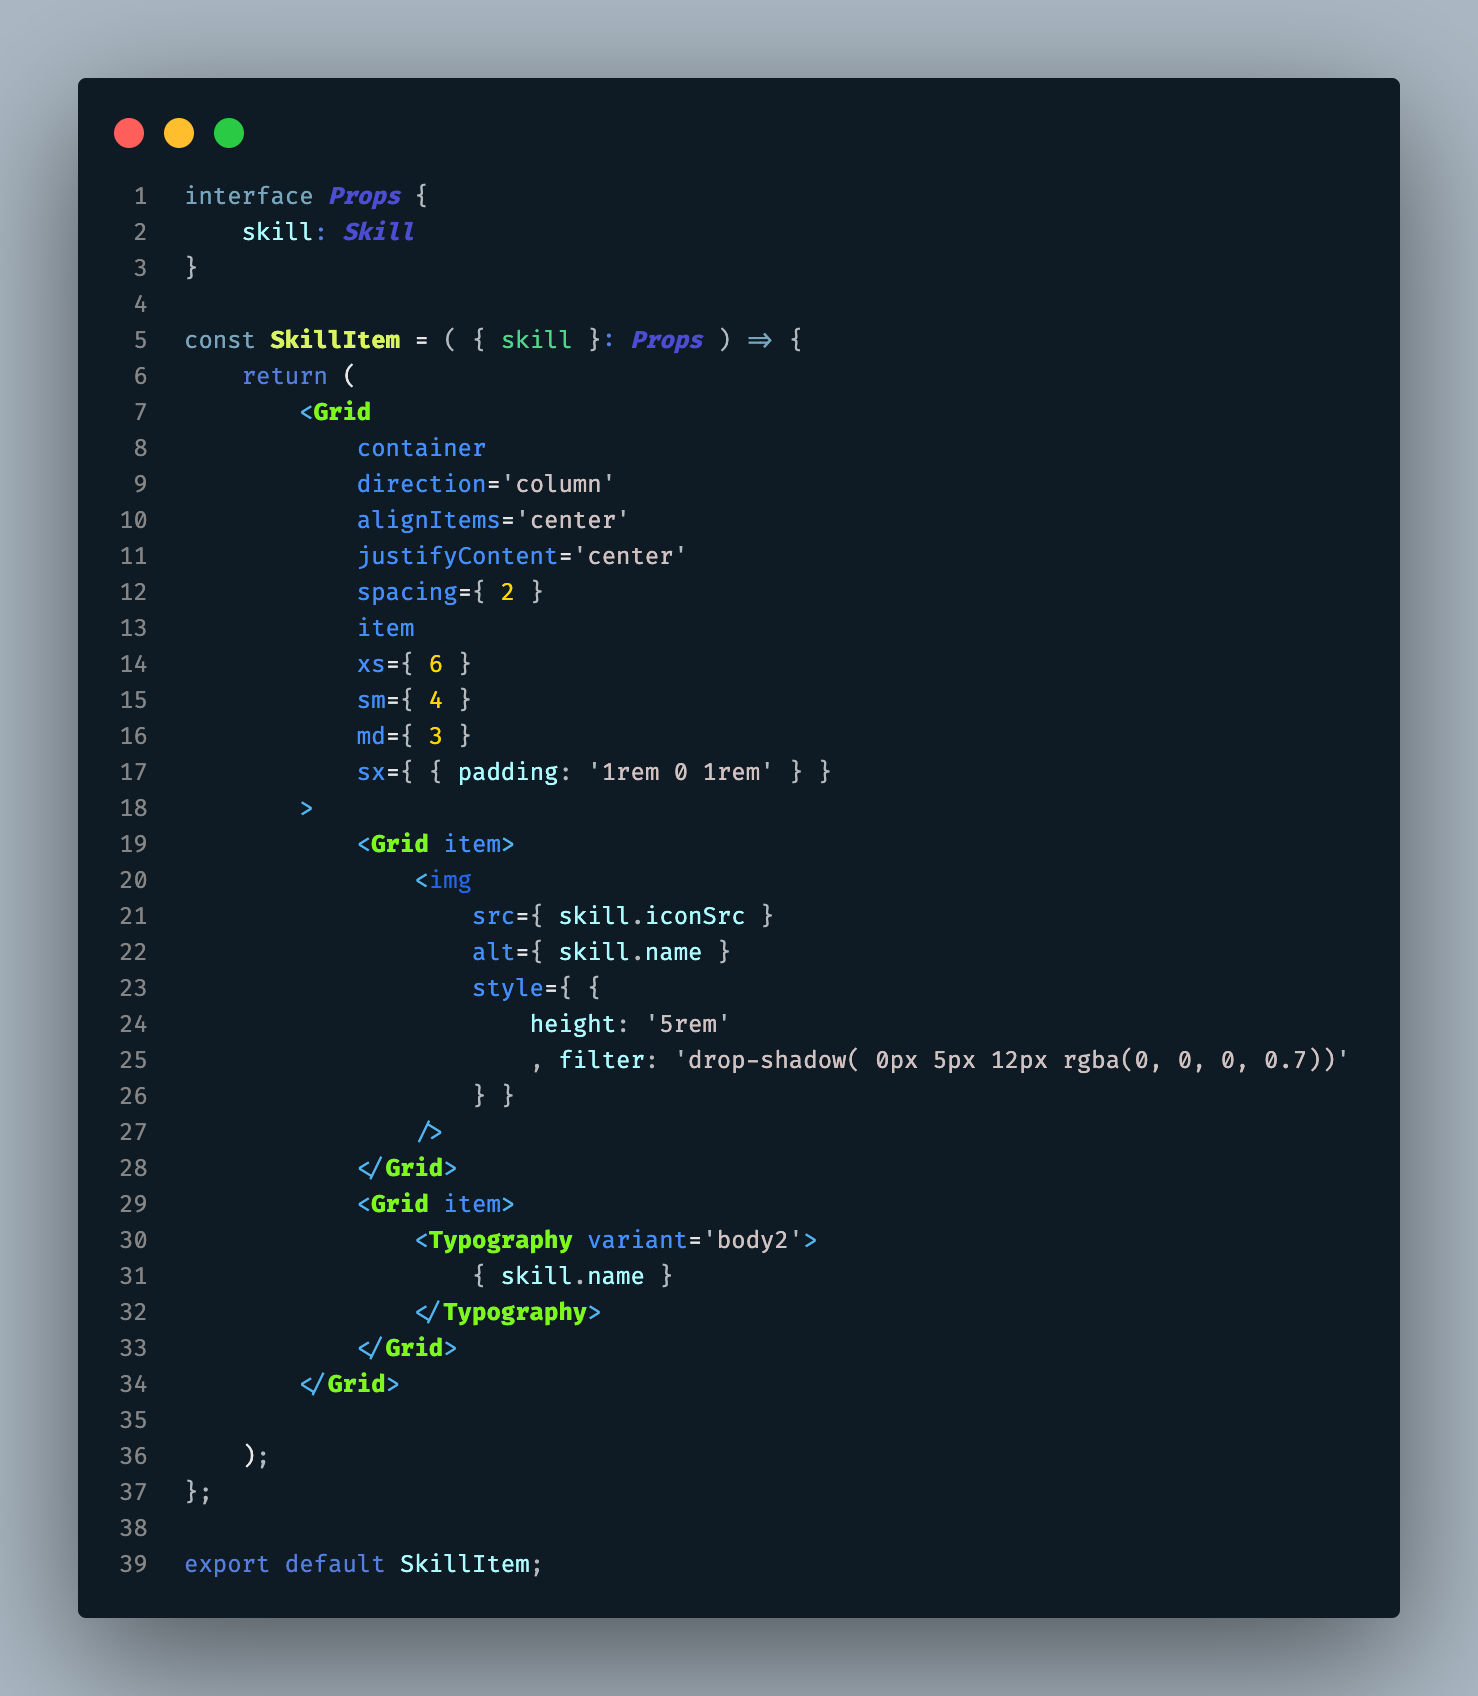 1 interface Props {
2     skill: Skill
3 }
4
5 const SkillItem = ( { skill }: Props ) => {
6     return (
7         <Grid
8             container
9             direction='column'
10             alignItems='center'
11             justifyContent='center'
12             spacing={ 2 }
13             item
14             xs={ 6 }
15             sm={ 4 }
16             md={ 3 }
17             sx={ { padding: '1rem 0 1rem' } }
18         >
19             <Grid item>
20                 <img
21                     src={ skill.iconSrc }
22                     alt={ skill.name }
23                     style={ {
24                         height: '5rem'
25                         , filter: 'drop-shadow( 0px 5px 12px rgba(0, 0, 0, 0.7))'
26                     } }
27                 />
28             </Grid>
29             <Grid item>
30                 <Typography variant='body2'>
31                     { skill.name }
32                 </Typography>
33             </Grid>
34         </Grid>
35
36     );
37 };
38
39 export default SkillItem;